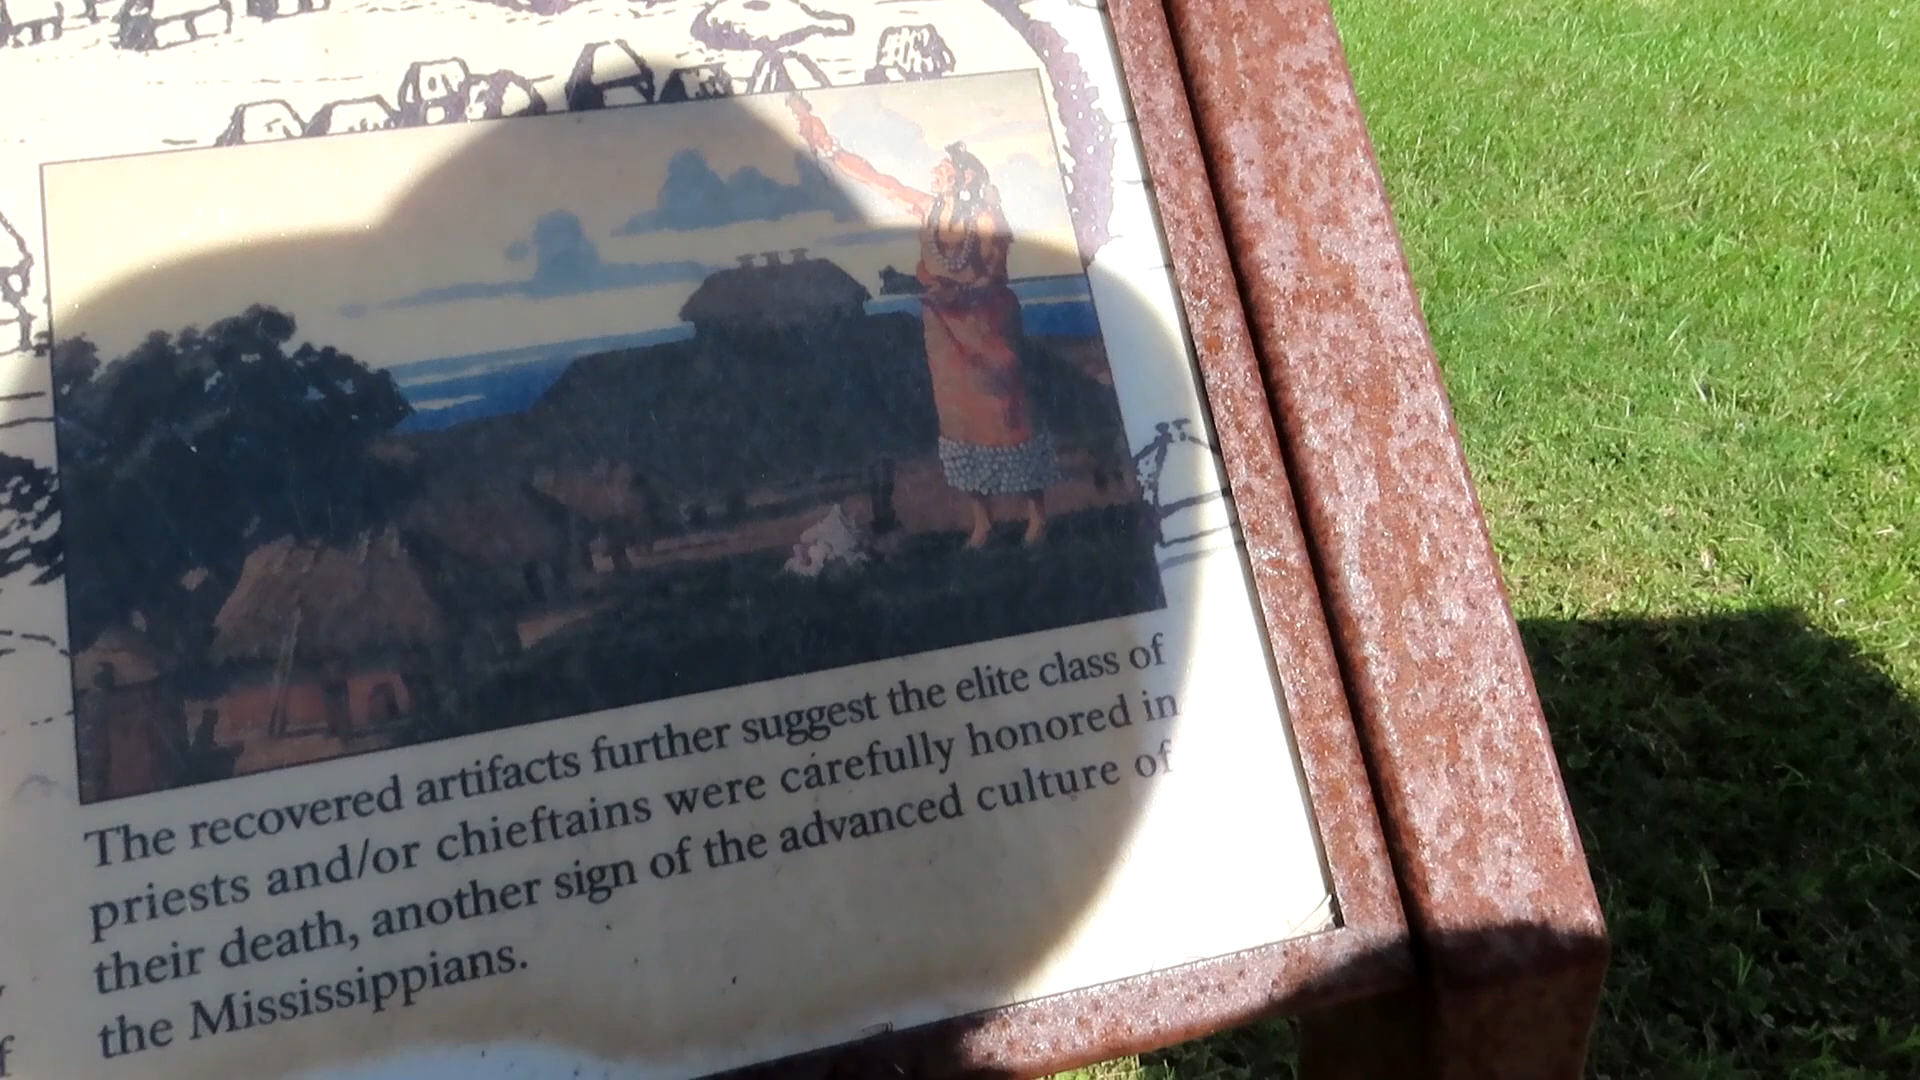 The recovered artifacts further suggest the elite class of
priests and/or chieftains were carefully honored in
their death, another sign of the advanced culture of
the Mississippians.